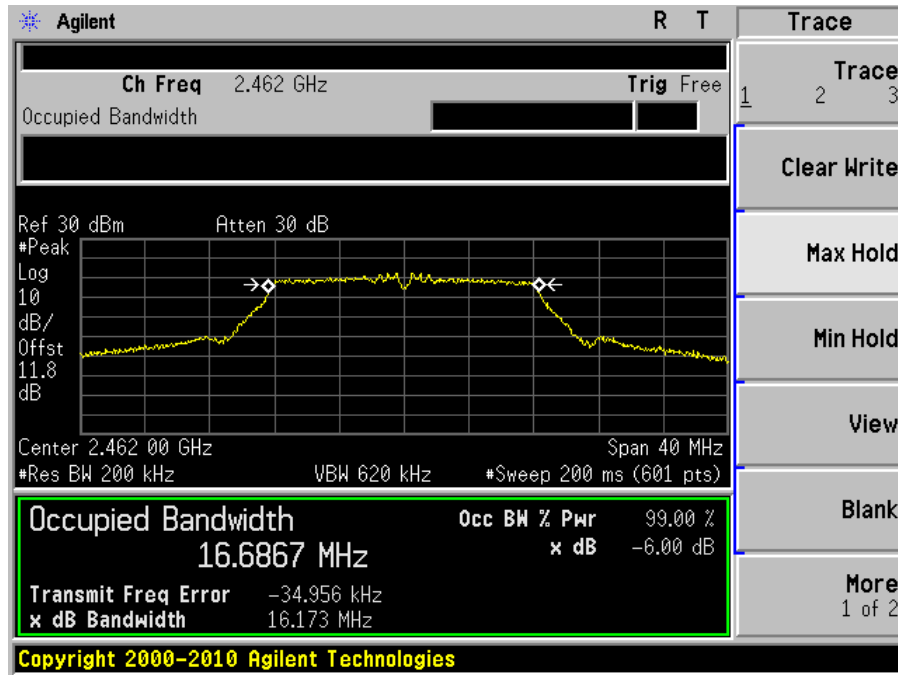 Agilent R T Trace
Ch Freq 2.462 GHz Trig Free
Occupied Bandwidth
Trace
1 2 3
Clear Write
Max Hold
Min Hold
View
Blank
More
1 of 2
Ref 30 dBm Atten 30 dB
#Peak
Log
10
dB/
Offst
11.8
dB
Center 2.462 00 GHz Span 40 MHz
#Res BW 200 kHz VBW 620 kHz #Sweep 200 ms (601 pts)
Occupied Bandwidth Occ BW % Pwr 99.00 %
16.6867 MHz x dB -6.00 dB
Transmit Freq Error -34.956 kHz
x dB Bandwidth 16.173 MHz
Copyright 2000-2010 Agilent Technologies